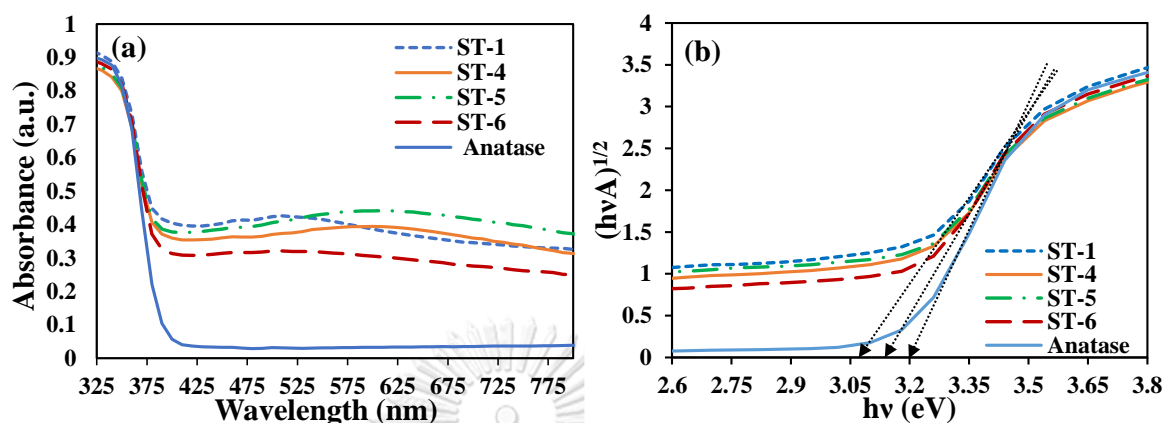 (a)
Absorbance (a.u.)
1
0.9
0.8
0.7
0.6
0.5
0.4
0.3
0.2
0.1
0
ST-1
ST-4
ST-5
ST-6
Anatase
325 375 425 475 525 575 625 675 725 775
Wavelength (nm)
(b)
(hνA)1/2
4
3.5
3
2.5
2
1.5
1
0.5
0
ST-1
ST-4
ST-5
ST-6
Anatase
2.6 2.75 2.9 3.05 3.2 3.35 3.5 3.65 3.8
hν (eV)